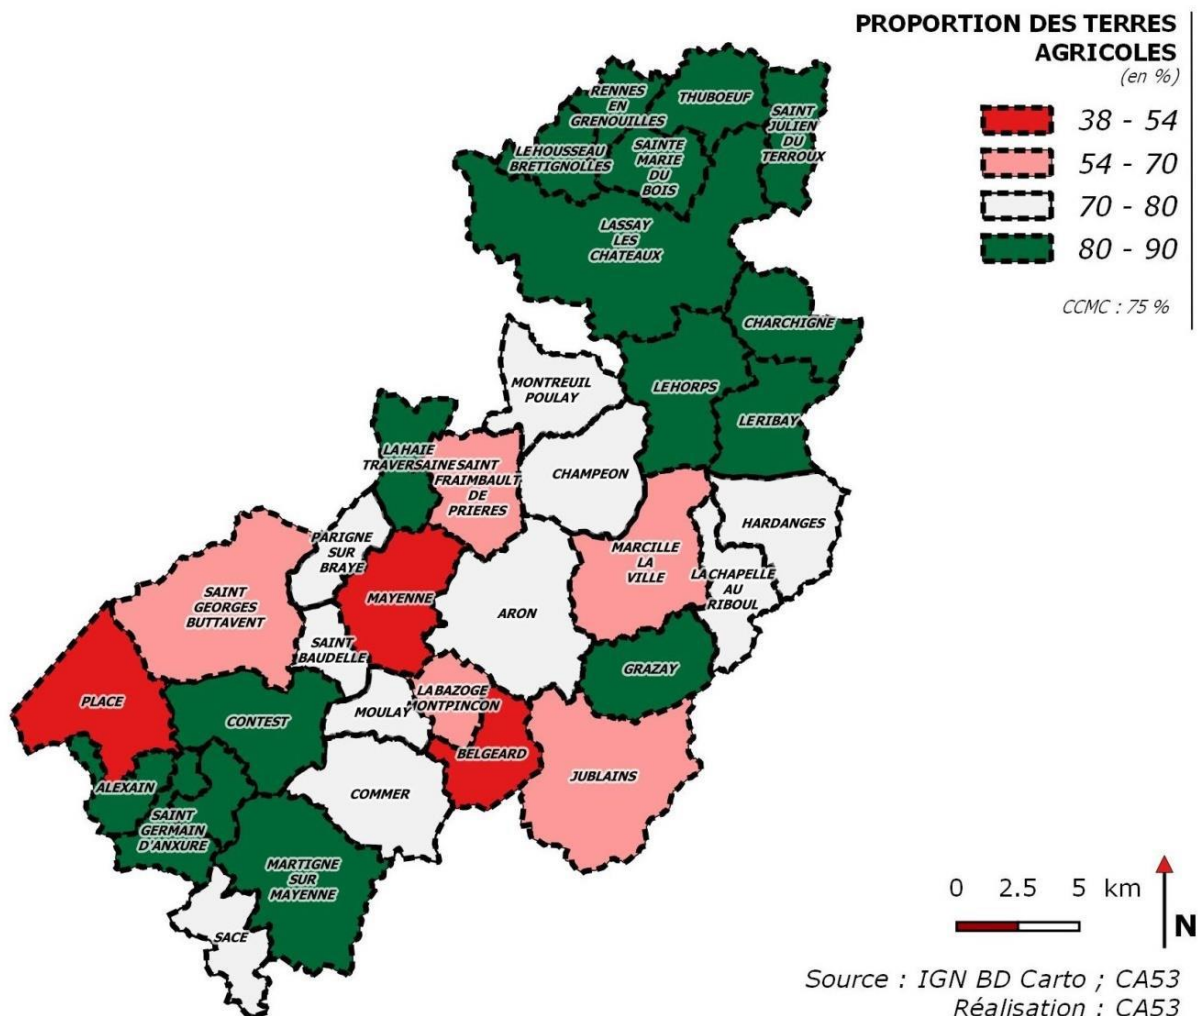 PROPORTION DES TERRES
AGRICOLES
(en %)
38 - 54
54 - 70
70 - 80
80 - 90
CCMC : 75 %
RENNES
EN
GRENOUILLES
THUBOEUF
SAINT
JULIEN
DU
TERROUX
LE HOUSSEAU
BRETIGNOLLES
SAINTE
MARIE
DU
BOIS
LASSAY
LES
CHATEAUX
CHARCHIGNE
MONTREUIL
POULAY
LE HORPS
LE RIBAY
LA HAIE
TRAVERSAINE
SAINT
FRAIMBAULT
DE
PRIERES
CHAMPEON
HARDANGES
PARIGNE
SUR
BRAYE
MARCILLE
LA
VILLE
LA CHAPELLE
AU
RIBOUL
SAINT
GEORGES
BUTTAVENT
MAYENNE
ARON
SAINT
BAUDELLE
GRAZAY
PLACE
CONTEST
MOULAY
LA BAZOGE
MONTPINCON
BELGEARD
JUBLAINS
ALEXAIN
COMMER
SAINT
GERMAIN
D'ANXURE
MARTIGNE
SUR
MAYENNE
SACE
0 2.5 5 km
N
Source : IGN BD Carto ; CA53
Réalisation : CA53